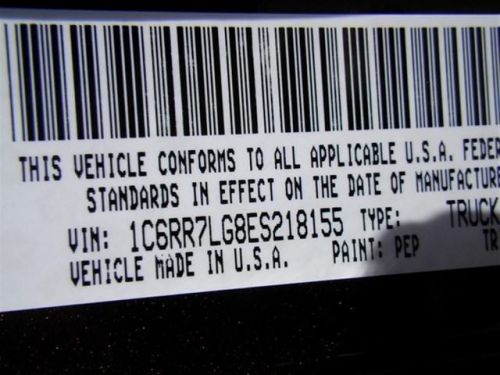 THIS VEHICLE CONFORMS TO ALL APPLICABLE U.S.A. FEDER
STANDARDS IN EFFECT ON THE DATE OF MANUFACTURE
VIN: 1C6RR7LG8ES218155 TYPE: TRUCK
VEHICLE MADE IN U.S.A. PAINT: PEP TR